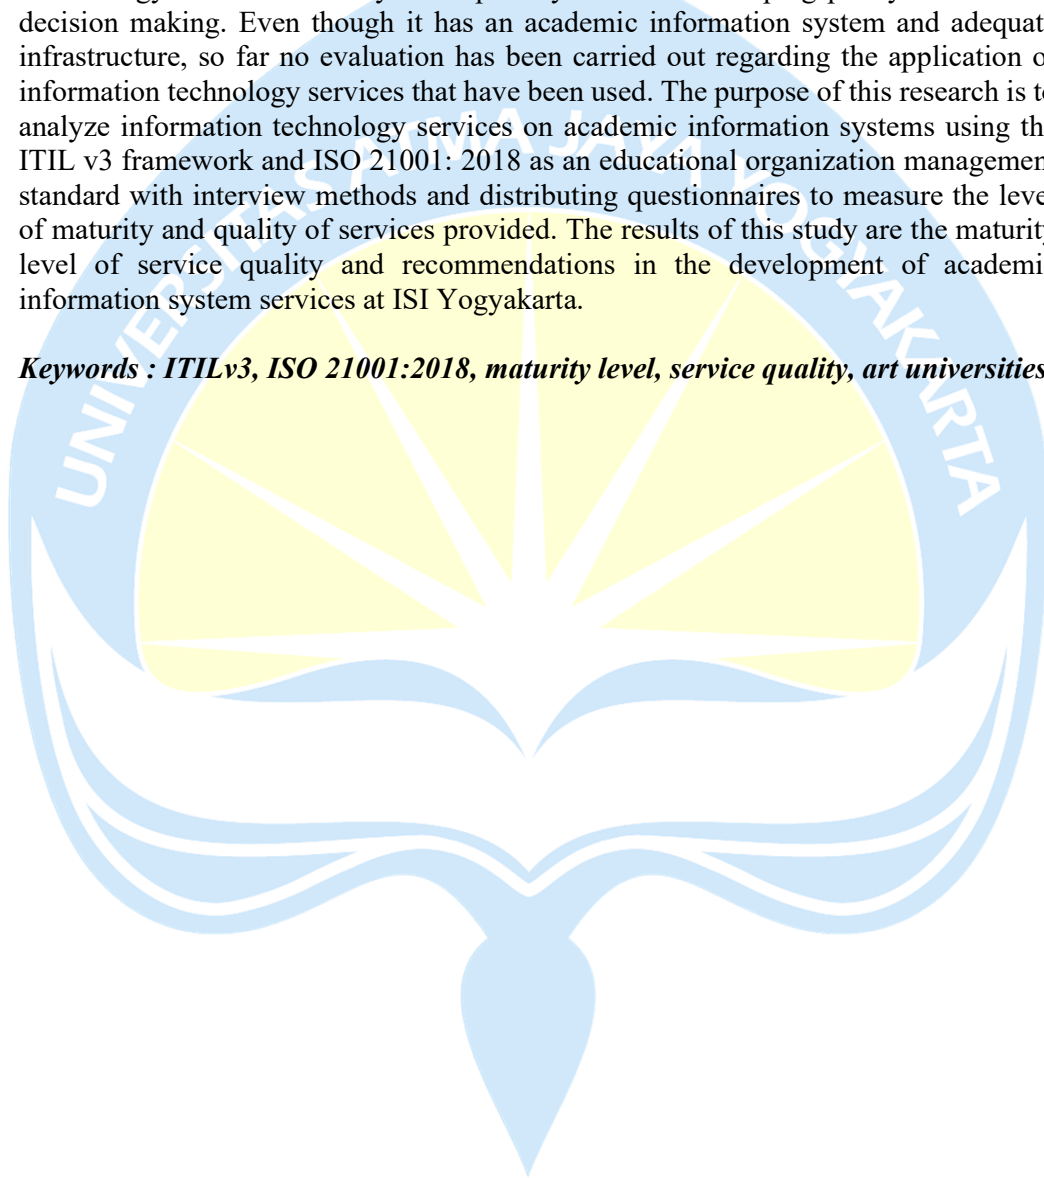 decision making. Even though it has an academic information system and adequat
infrastructure, so far no evaluation has been carried out regarding the application o
information technology services that have been used. The purpose of this research is t
analyze information technology services on academic information systems using th
ITIL v3 framework and ISO 21001: 2018 as an educational organization managemen
standard with interview methods and distributing questionnaires to measure the leve
of maturity and quality of services provided. The results of this study are the maturit
level of service quality and recommendations in the development of academi
information system services at ISI Yogyakarta.
Keywords : ITILv3, ISO 21001:2018, maturity level, service quality, art universities
UNIVERSITAS ATMA JAYA YOGYAKARTA